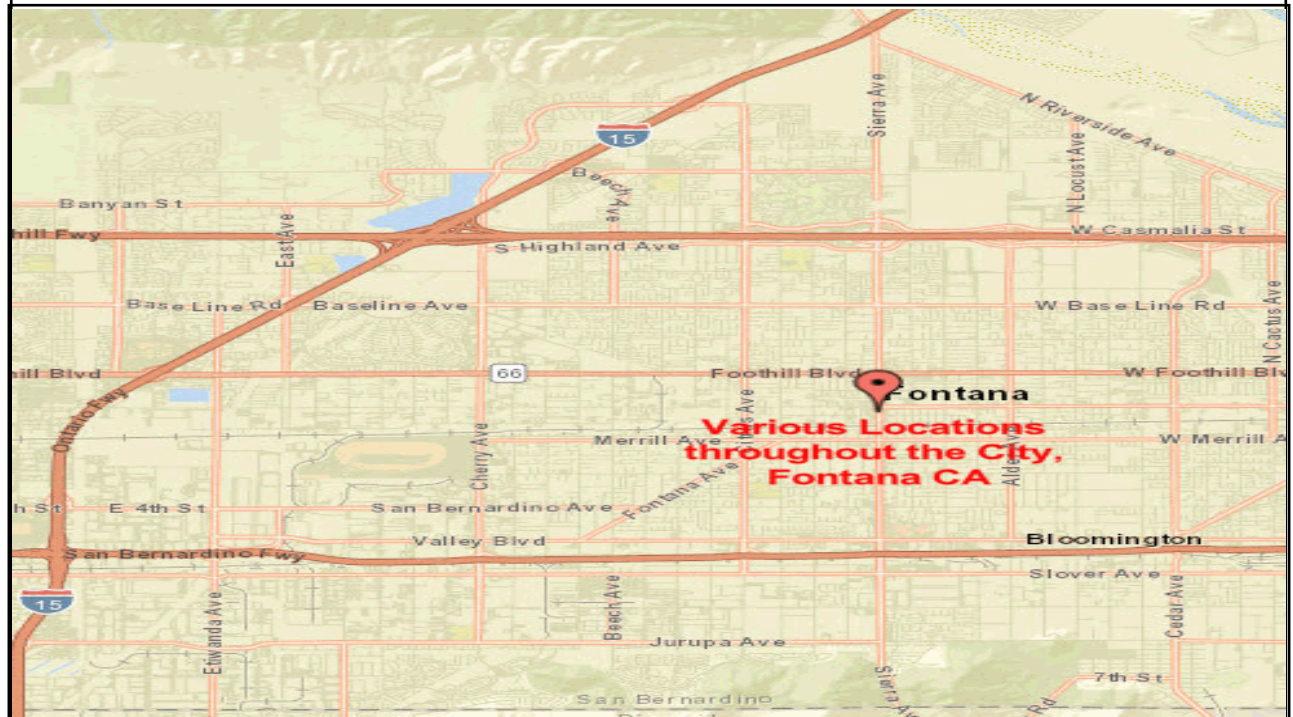 Sierra Ave
N Riverside Ave
15
N Locust Ave
Beech Ave
Banyan St
East Ave
hill Fwy
W Casmalia St
S Highland Ave
Base Line Rd
Baseline Ave
W Base Line Rd
N Cactus Ave
hill Blvd
66
Foothill Blvd
W Foothill Blv
Fontana
Ontario Fwy
Various Locations
throughout the City,
Fontana CA
Merrill Ave
W Merrill A
Cherry Ave
Alder Ave
Fontana Ave
h St
E 4th St
San Bernardino Ave
Valley Blvd
Bloomington
San Bernardino Fwy
Slover Ave
15
Etiwanda Ave
Beech Ave
Cedar Ave
Jurupa Ave
Sierra Av
7th St
San Bernardino
Rd